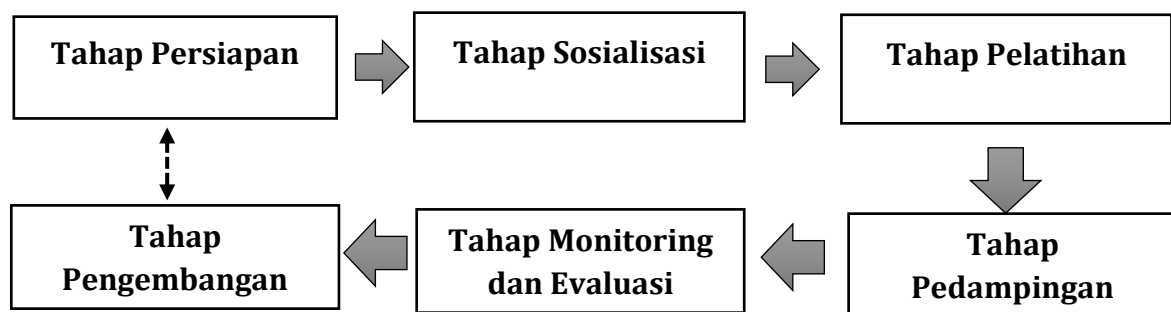 Tahap Persiapan
Tahap Sosialisasi
Tahap Pelatihan
Tahap
Pengembangan
Tahap Monitoring
dan Evaluasi
Tahap
Pedampingan